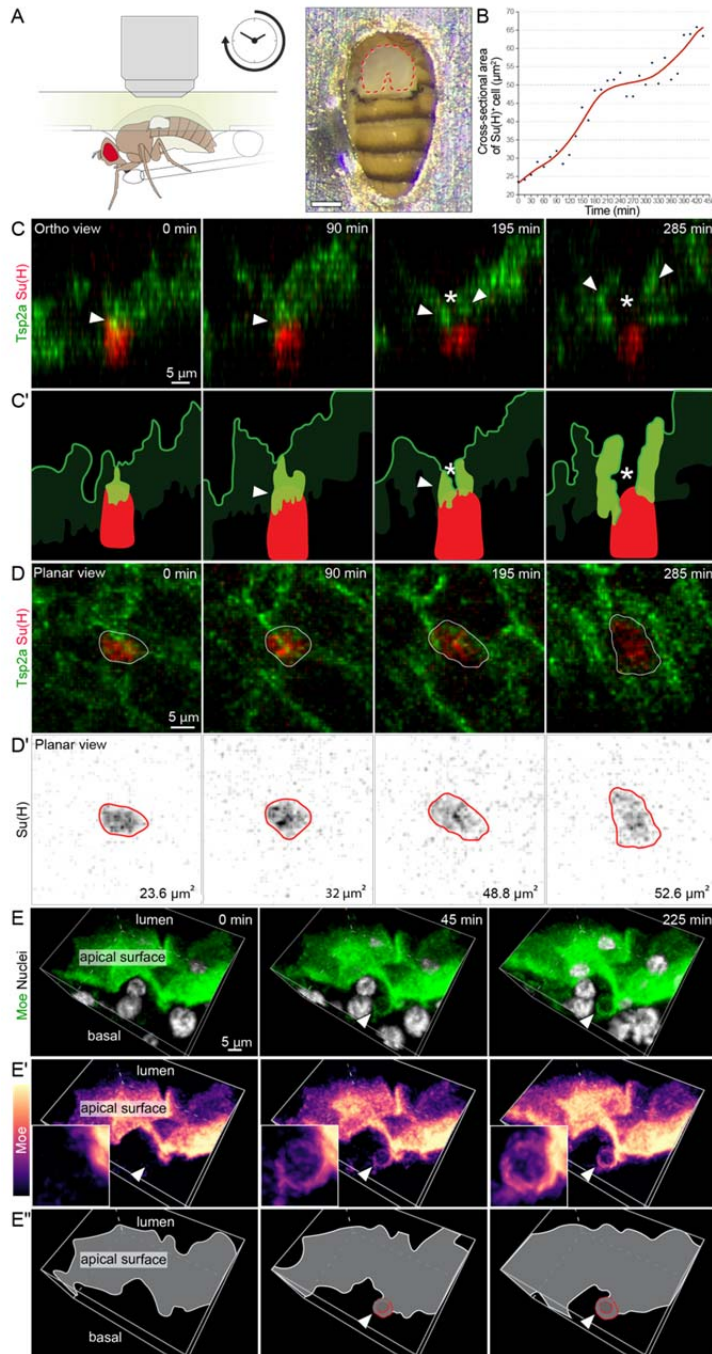 A
B
Cross-sectional area
of Su(H)⁺ cell (µm²)
65
60
55
50
45
40
35
30
25
20
0 30 60 90 120 150 180 210 240 270 300 330 360 390 420 450
Time (min)
C
Ortho view
0 min
90 min
195 min
285 min
Tsp2a Su(H)
*
*
5 µm
C'
*
*
D
Planar view
0 min
90 min
195 min
285 min
Tsp2a Su(H)
5 µm
D'
Planar view
Su(H)
23.6 µm²
32 µm²
48.8 µm²
52.6 µm²
E
lumen
0 min
45 min
225 min
apical surface
Moe Nuclei
basal
5 µm
E'
lumen
apical surface
Moe
E"
lumen
apical surface
basal